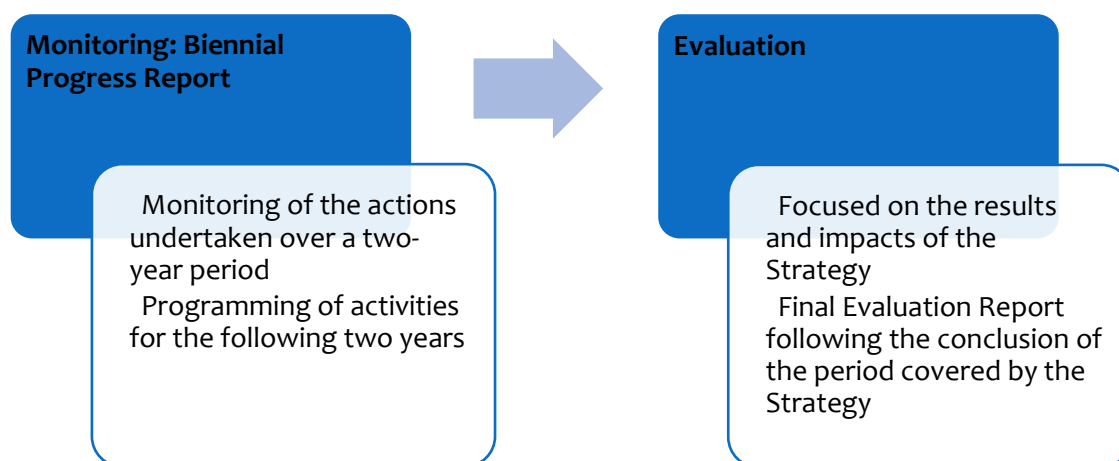 Monitoring: Biennial
Progress Report
Monitoring of the actions
undertaken over a two-
year period
Programming of activities
for the following two years
Evaluation
Focused on the results
and impacts of the
Strategy
Final Evaluation Report
following the conclusion of
the period covered by the
Strategy